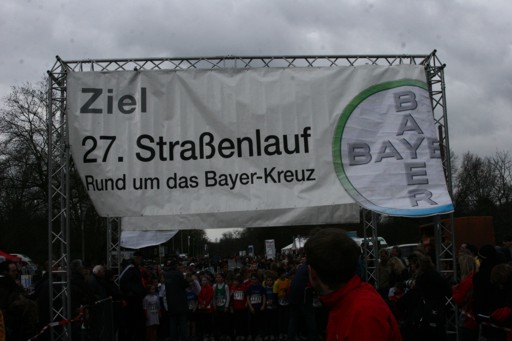 Ziel
27. Straßenlauf
Rund um das Bayer-Kreuz
BAYER
BAYER